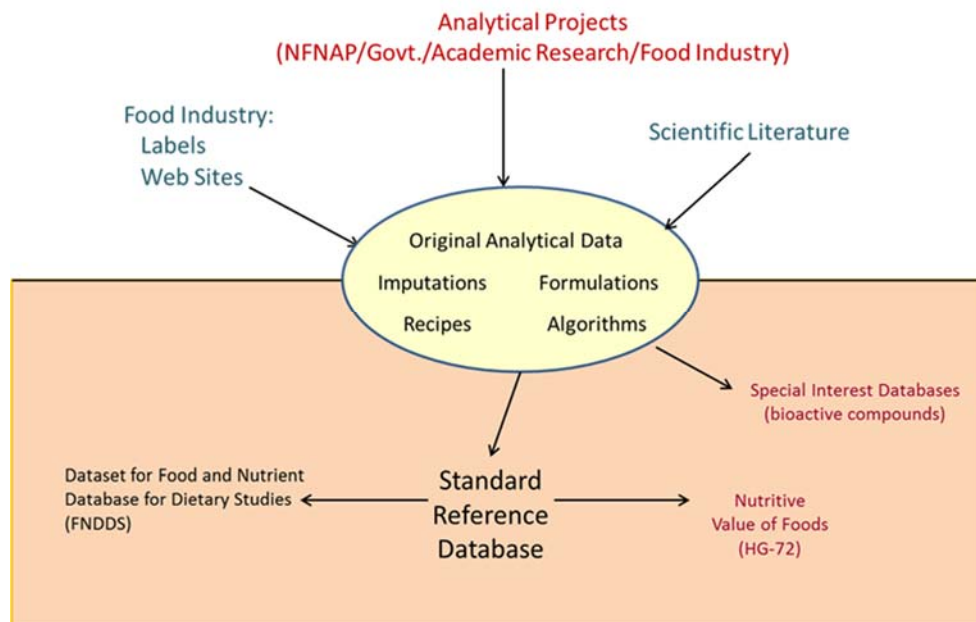 Analytical Projects
(NFNAP/Govt./Academic Research/Food Industry)
Food Industry:
Labels
Web Sites
Scientific Literature
Original Analytical Data
Imputations
Formulations
Recipes
Algorithms
Special Interest Databases
(bioactive compounds)
Dataset for Food and Nutrient
Database for Dietary Studies
(FNDDS)
Standard
Reference
Database
Nutritive
Value of Foods
(HG-72)